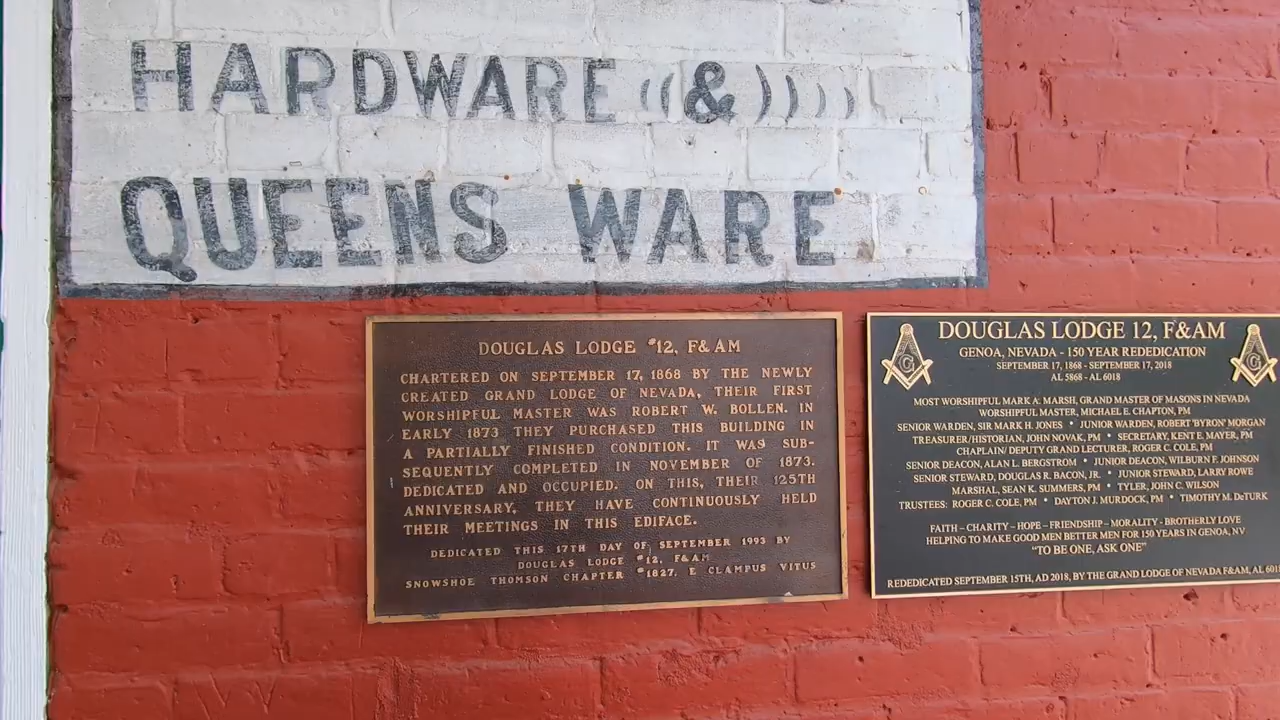 HARDWARE ((&))))
QUEENS WARE
DOUGLAS LODGE #12, F&AM
CHARTERED ON SEPTEMBER 17, 1868 BY THE NEWLY
CREATED GRAND LODGE OF NEVADA, THEIR FIRST
WORSHIPFUL MASTER WAS ROBERT W. BOLLEN. IN
EARLY 1873 THEY PURCHASED THIS BUILDING IN
A PARTIALLY FINISHED CONDITION. IT WAS SUB-
SEQUENTLY COMPLETED IN NOVEMBER OF 1873.
DEDICATED AND OCCUPIED. ON THIS, THEIR 125TH
ANNIVERSARY, THEY HAVE CONTINUOUSLY HELD
THEIR MEETINGS IN THIS EDIFACE.
DEDICATED THIS 17TH DAY OF SEPTEMBER 1993 BY
DOUGLAS LODGE #12, F&AM
SNOWSHOE THOMSON CHAPTER #1827, E CLAMPUS VITUS
DOUGLAS LODGE 12, F&AM
GENOA, NEVADA - 150 YEAR REDEDICATION
SEPTEMBER 17, 1868 - SEPTEMBER 17, 2018
AL 5868 - AL 6018
G
G
MOST WORSHIPFUL MARK A. MARSH, GRAND MASTER OF MASONS IN NEVADA
WORSHIPFUL MASTER, MICHAEL E. CHAPTON, PM
SENIOR WARDEN, SIR MARK H. JONES • JUNIOR WARDEN, ROBERT 'BYRON' MORGAN
TREASURER/HISTORIAN, JOHN NOVAK, PM • SECRETARY, KENT E. MAYER, PM
CHAPLAIN/ DEPUTY GRAND LECTURER, ROGER C. COLE, PM
SENIOR DEACON, ALAN L. BERGSTROM • JUNIOR DEACON, WILBURN F. JOHNSON
SENIOR STEWARD, DOUGLAS R. BACON, JR. • JUNIOR STEWARD, LARRY ROWE
MARSHAL, SEAN K. SUMMERS, PM • TYLER, JOHN C. WILSON
TRUSTEES: ROGER C. COLE, PM • DAYTON J. MURDOCK, PM • TIMOTHY M. DeTURK
FAITH – CHARITY – HOPE – FRIENDSHIP – MORALITY - BROTHERLY LOVE
HELPING TO MAKE GOOD MEN BETTER MEN FOR 150 YEARS IN GENOA, NV
"TO BE ONE, ASK ONE"
REDEDICATED SEPTEMBER 15TH, AD 2018, BY THE GRAND LODGE OF NEVADA F&AM, AL 6018